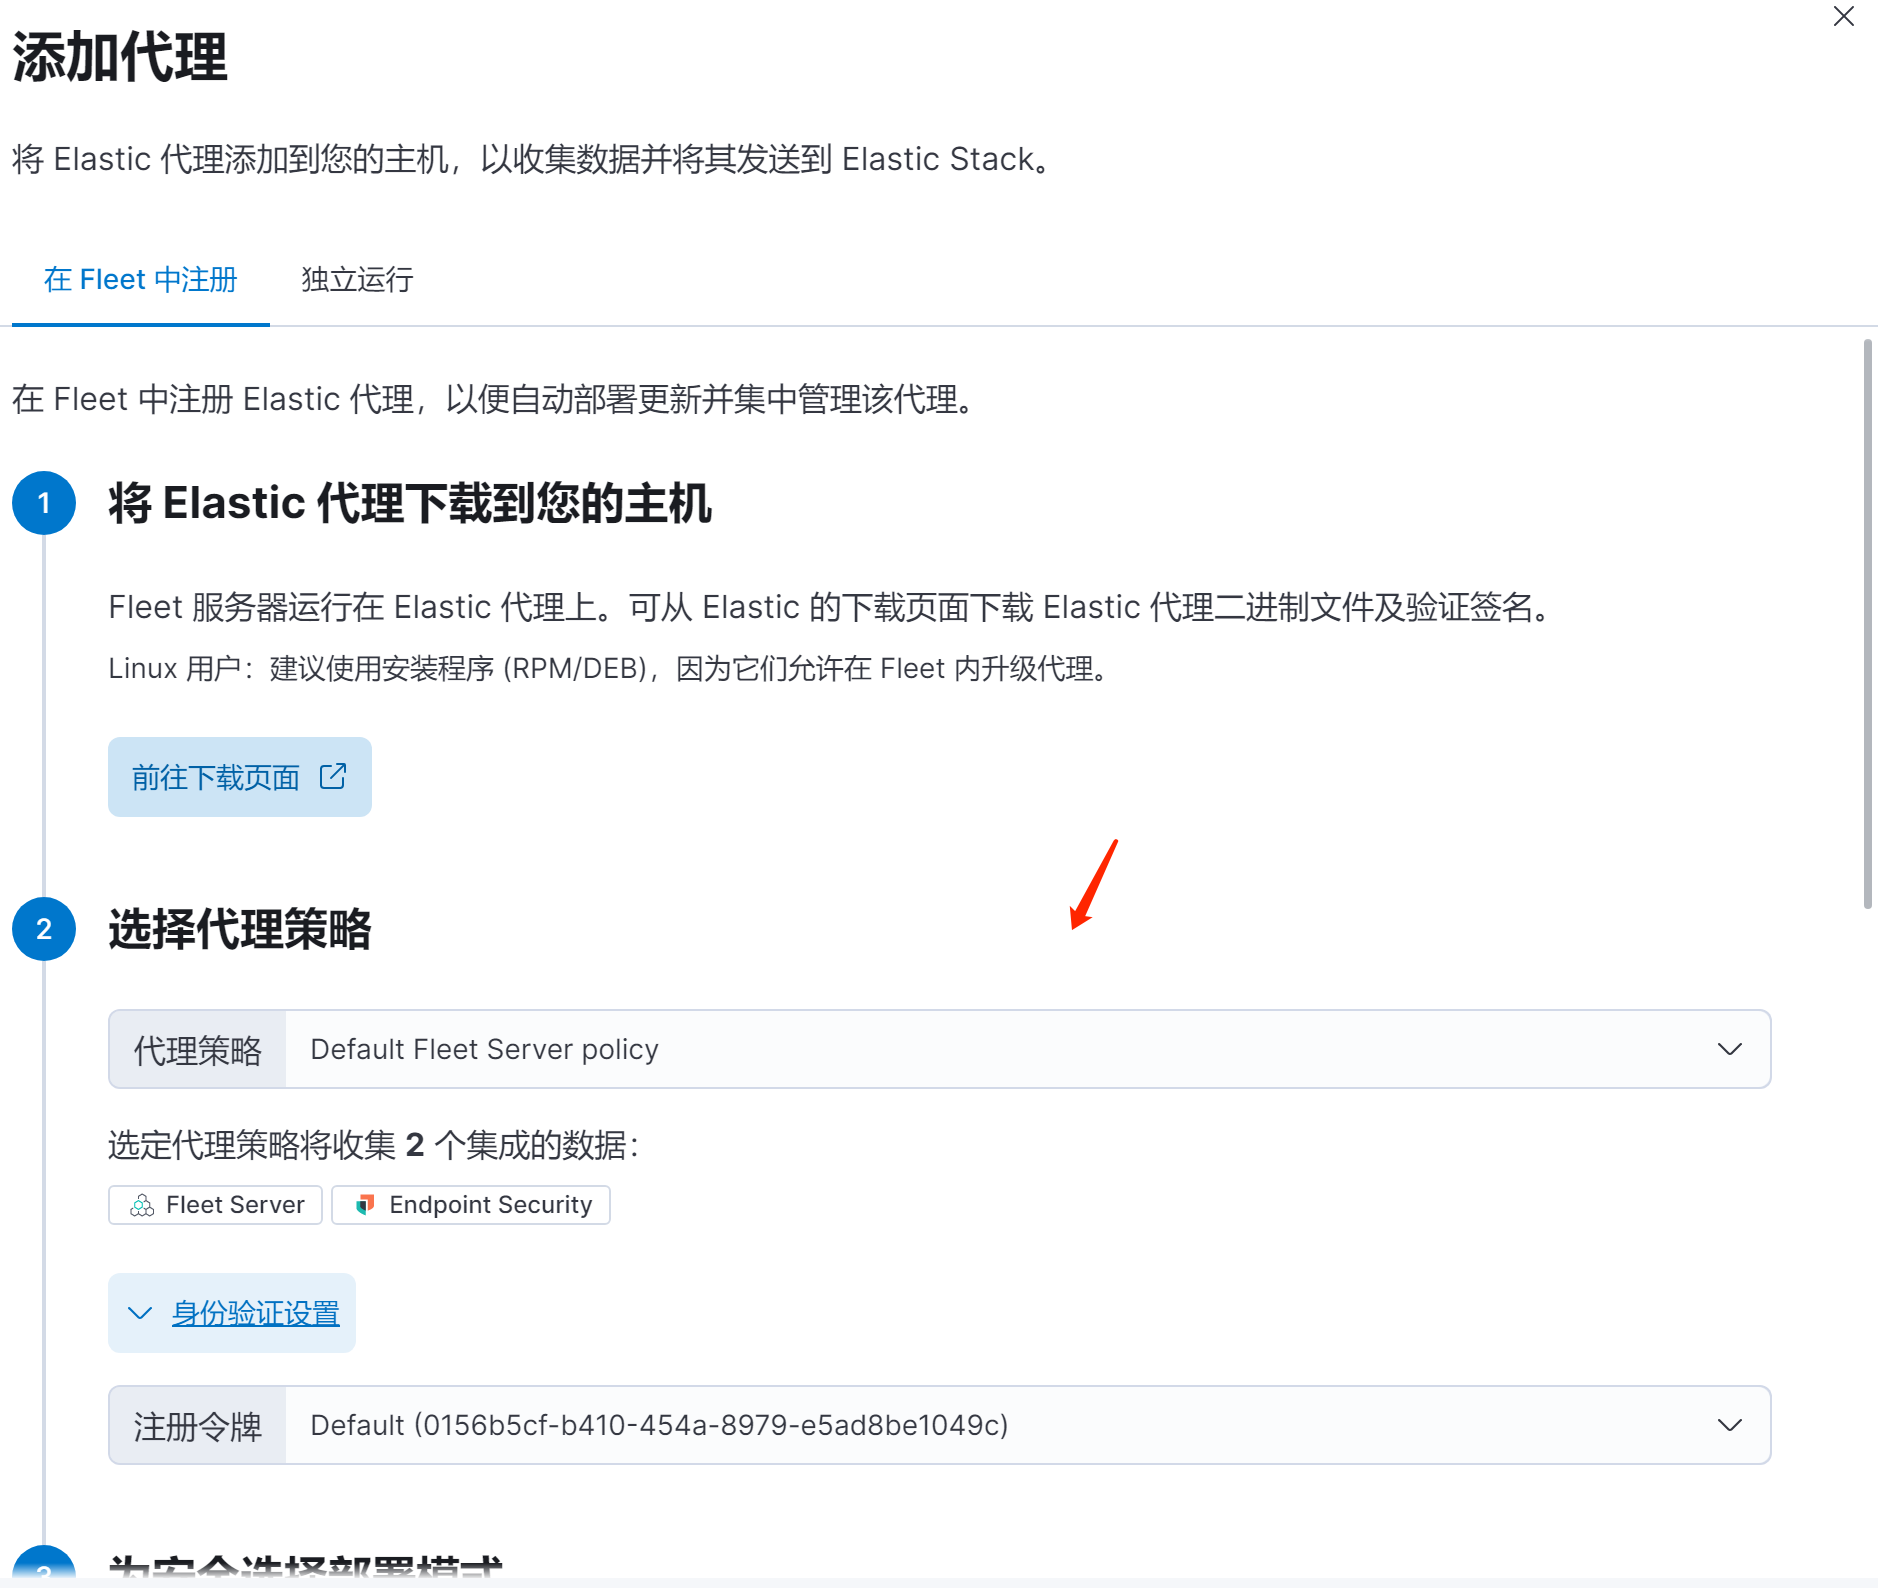 添加代理
将 Elastic 代理添加到您的主机，以收集数据并将其发送到 Elastic Stack。
在 Fleet 中注册 独立运行
在 Fleet 中注册 Elastic 代理，以便自动部署更新并集中管理该代理。
1 将 Elastic 代理下载到您的主机
Fleet 服务器运行在 Elastic 代理上。可从 Elastic 的下载页面下载 Elastic 代理二进制文件及验证签名。
Linux 用户：建议使用安装程序 (RPM/DEB)，因为它们允许在 Fleet 内升级代理。
前往下载页面
2 选择代理策略
代理策略 Default Fleet Server policy
选定代理策略将收集 2 个集成的数据：
Fleet Server Endpoint Security
身份验证设置
注册令牌 Default (0156b5cf-b410-454a-8979-e5ad8be1049c)
3 为安全选择部署模式